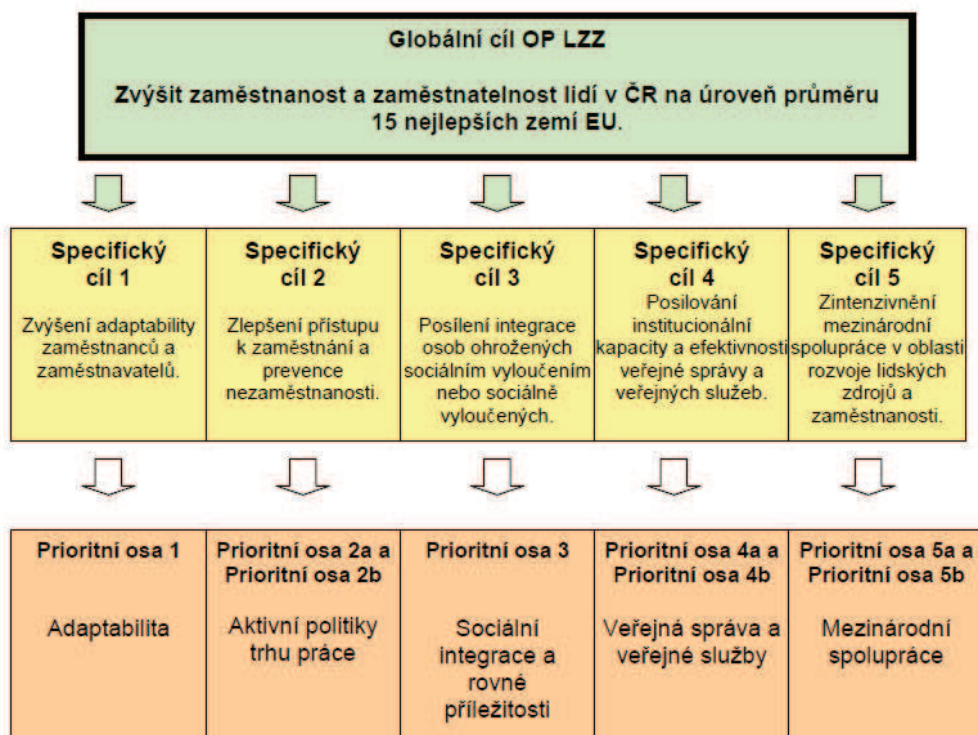 Globální cíl OP LZZ
Zvýšit zaměstnanost a zaměstnatelnost lidí v ČR na úroveň průměru
15 nejlepších zemí EU.
Specifický
cíl 1
Zvýšení adaptability
zaměstnanců a
zaměstnavatelů.
Specifický
cíl 2
Zlepšení přístupu
k zaměstnání a
prevence
nezaměstnanosti.
Specifický
cíl 3
Posílení integrace
osob ohrožených
sociálním vyloučením
nebo sociálně
vyloučených.
Specifický
cíl 4
Posilování
institucionální
kapacity a efektivnosti
veřejné správy a
veřejných služeb.
Specifický
cíl 5
Zintenzivnění
mezinárodní
spolupráce v oblasti
rozvoje lidských
zdrojů a
zaměstnanosti.
Prioritní osa 1
Adaptabilita
Prioritní osa 2a a
Prioritní osa 2b
Aktivní politiky
trhu práce
Prioritní osa 3
Sociální
integrace a
rovné
příležitosti
Prioritní osa 4a a
Prioritní osa 4b
Veřejná správa a
veřejné služby
Prioritní osa 5a a
Prioritní osa 5b
Mezinárodní
spolupráce